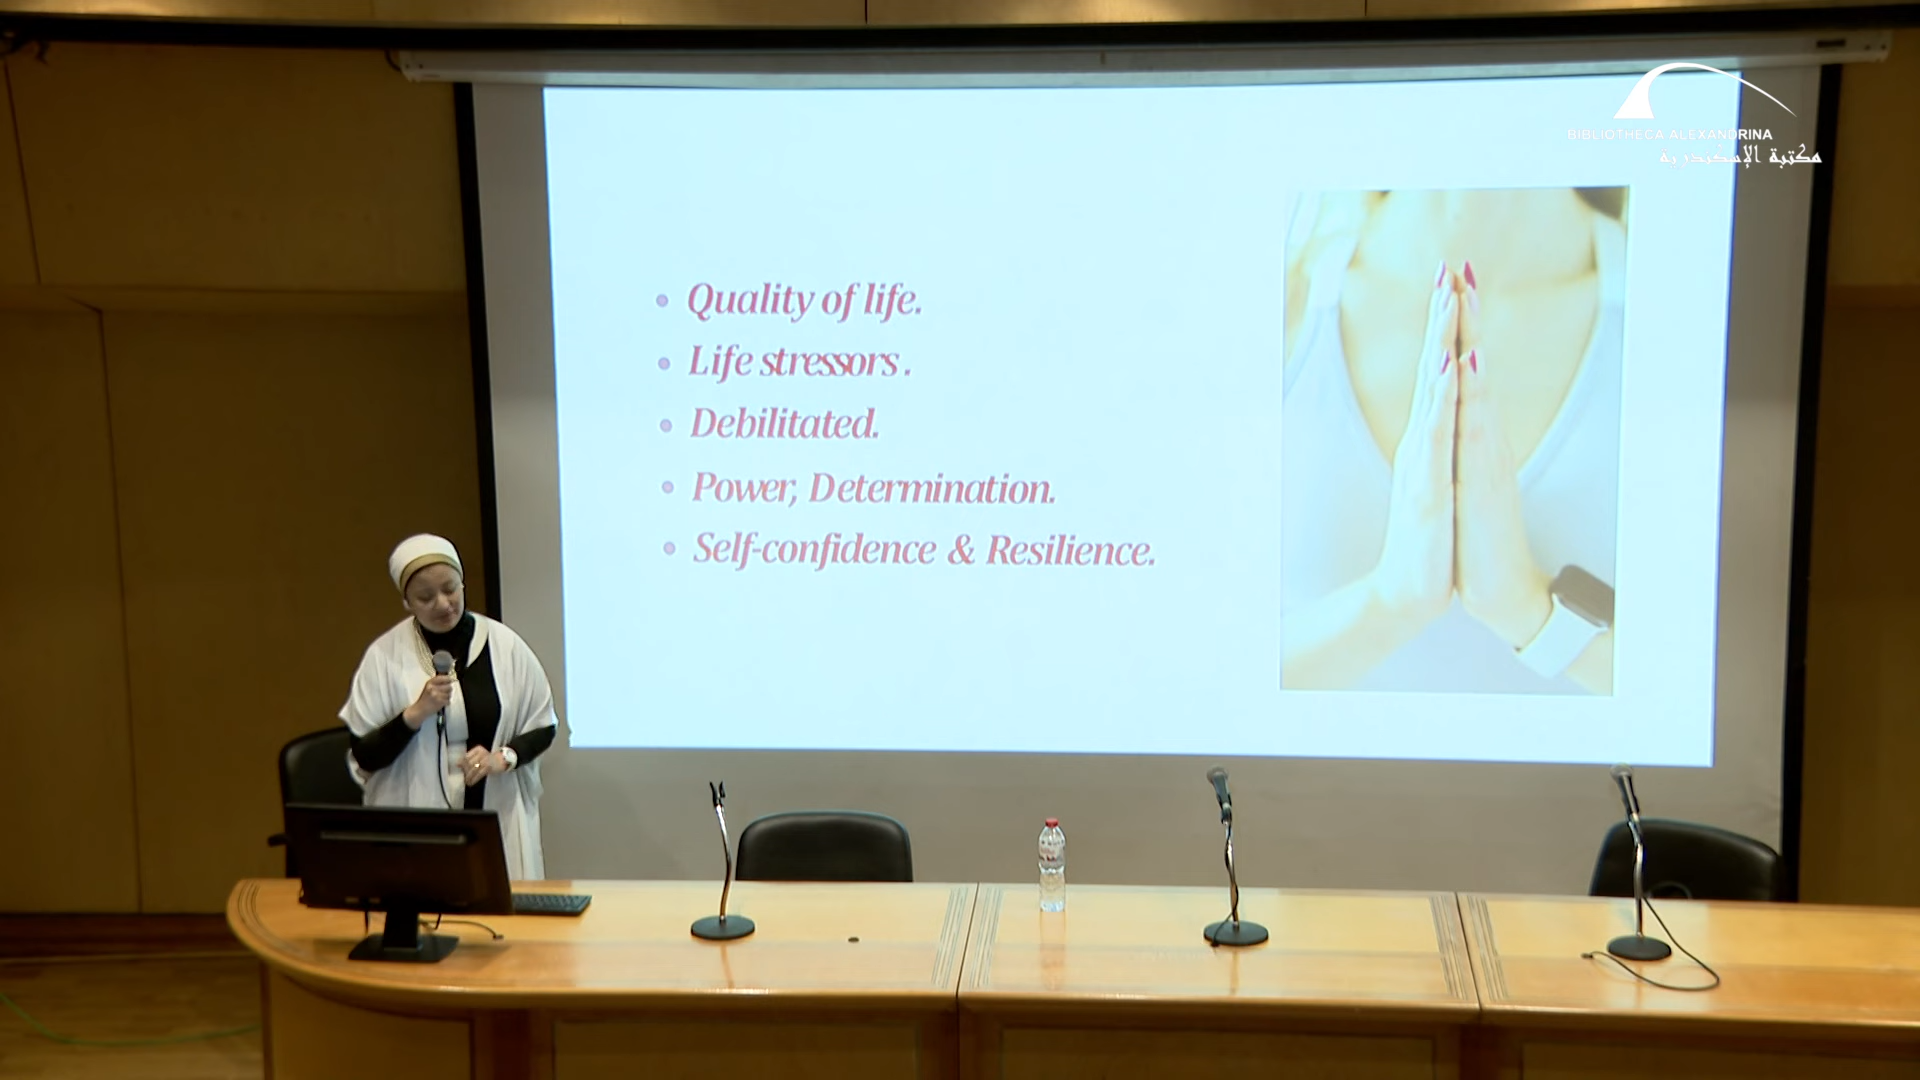 BIBLIOTHECA ALEXANDRINA
مكتبة الإسكندرية
Quality of life.
Life stressors .
Debilitated.
Power, Determination.
Self-confidence & Resilience.